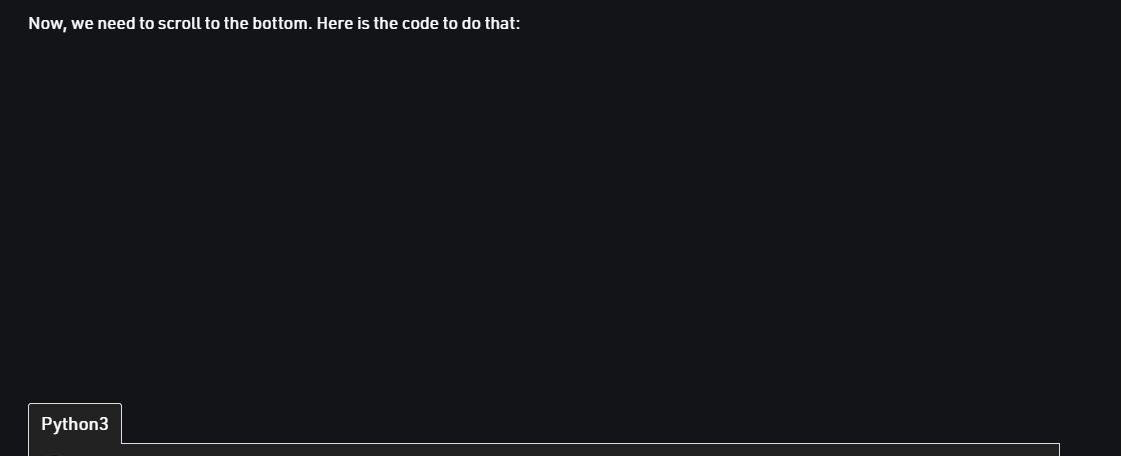 Now, we need to scroll to the bottom. Here is the code to do that:
Python3